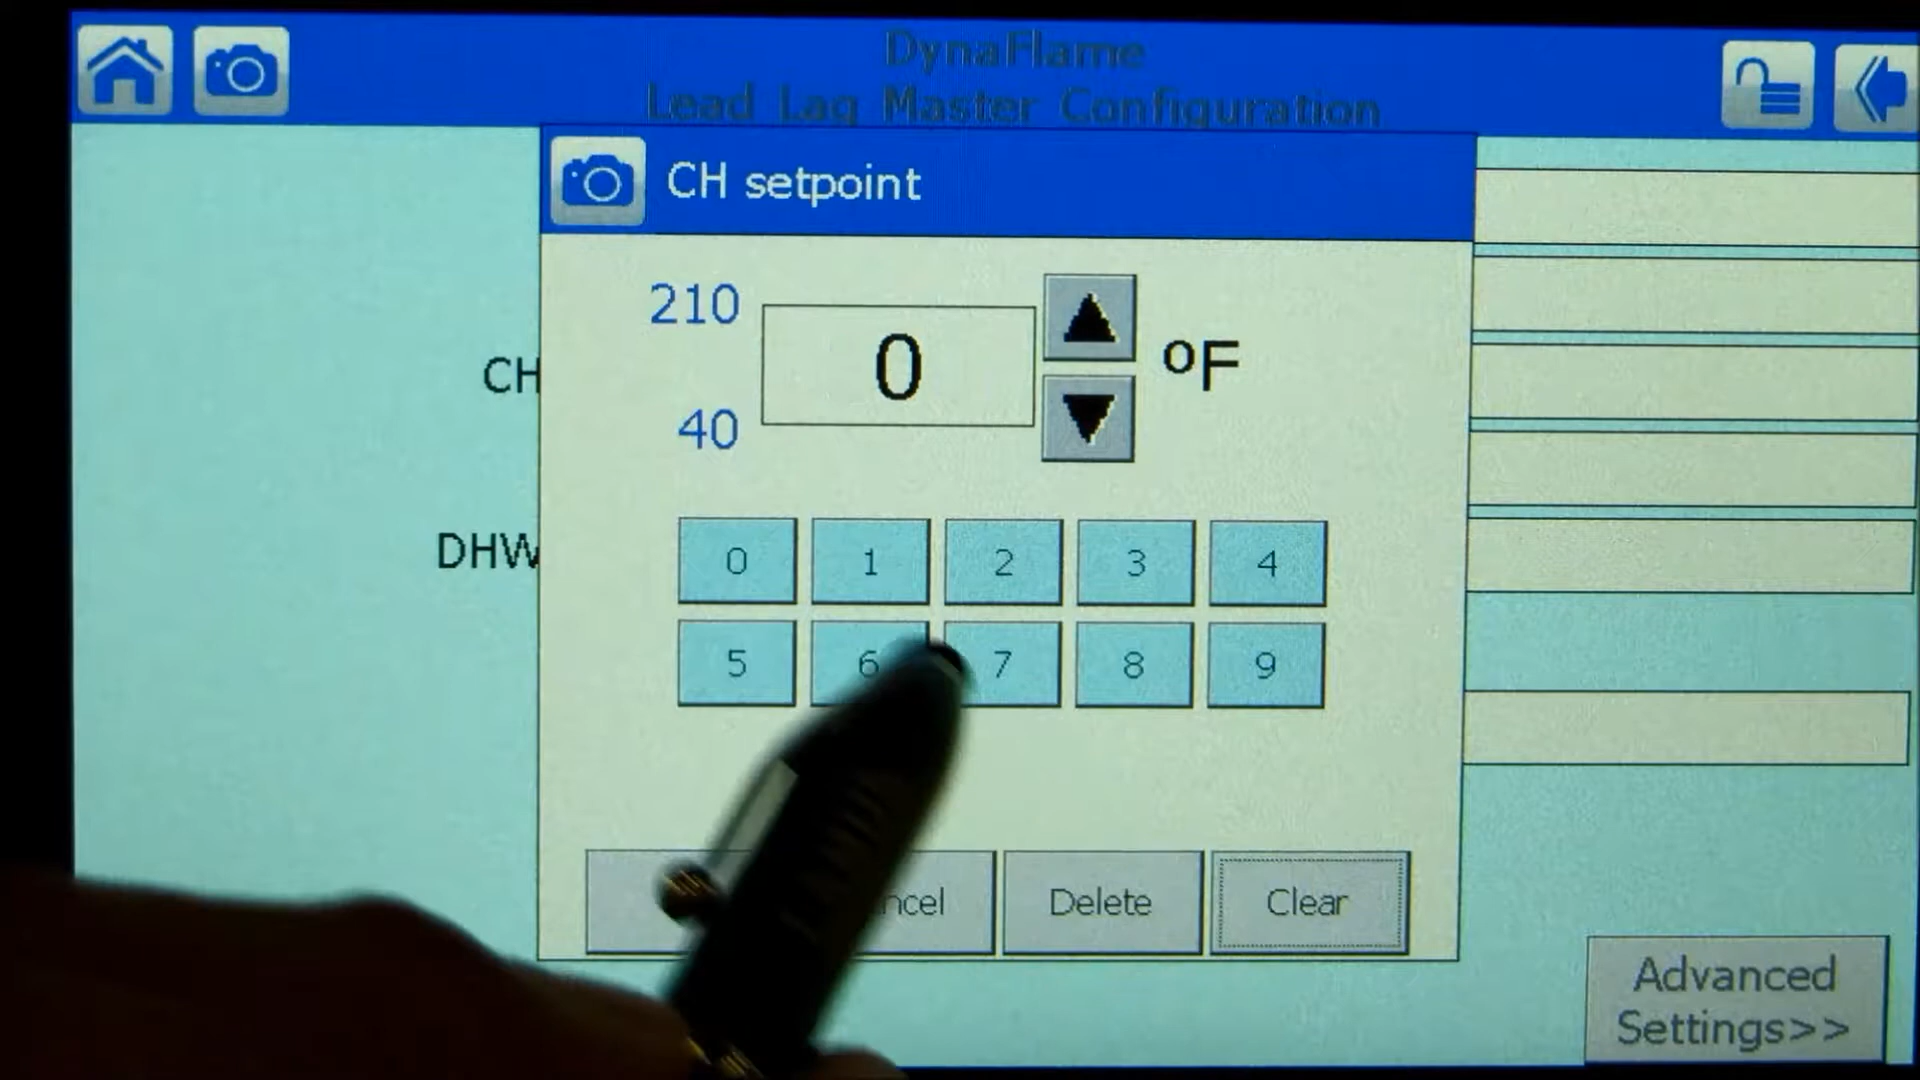 DynaFlame
Lead Lag Master Configuration
CH setpoint
210
0
°F
40
CH
DHW
0 1 2 3 4
5 6 7 8 9
ncel Delete Clear
Advanced
Settings>>